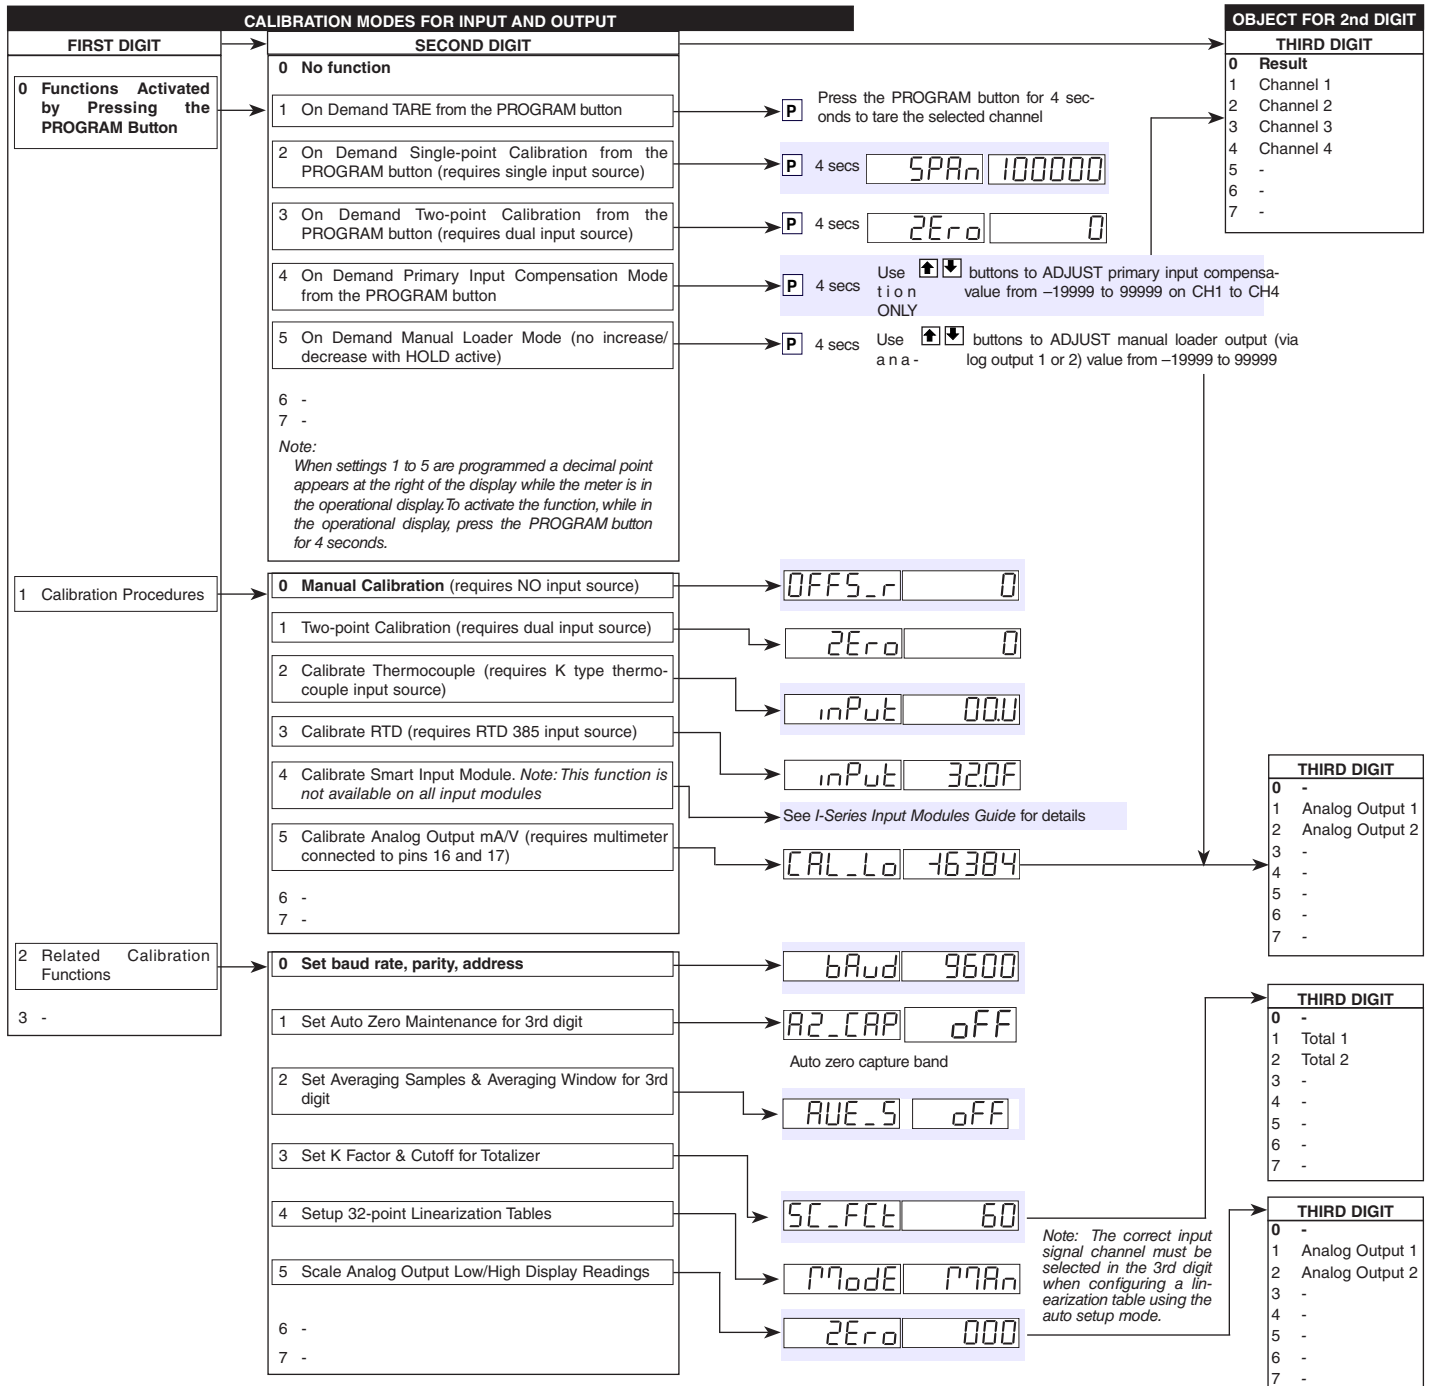 CALIBRATION MODES FOR INPUT AND OUTPUT
OBJECT FOR 2nd DIGIT
FIRST DIGIT
SECOND DIGIT
THIRD DIGIT
0 Functions Activated
by Pressing the
PROGRAM Button
0 No function
1 On Demand TARE from the PROGRAM button
P Press the PROGRAM button for 4 sec-
onds to tare the selected channel
2 On Demand Single-point Calibration from the
PROGRAM button (requires single input source)
P 4 secs SPAn 100000
3 On Demand Two-point Calibration from the
PROGRAM button (requires dual input source)
P 4 secs ZEro 0
4 On Demand Primary Input Compensation Mode
from the PROGRAM button
P 4 secs Use buttons to ADJUST primary input compensa-
tion value from –19999 to 99999 on CH1 to CH4
ONLY
5 On Demand Manual Loader Mode (no increase/
decrease with HOLD active)
P 4 secs Use buttons to ADJUST manual loader output (via
ana- log output 1 or 2) value from –19999 to 99999
6 -
7 -
Note:
When settings 1 to 5 are programmed a decimal point
appears at the right of the display while the meter is in
the operational display. To activate the function, while in
the operational display, press the PROGRAM button
for 4 seconds.
0 Result
1 Channel 1
2 Channel 2
3 Channel 3
4 Channel 4
5 -
6 -
7 -
1 Calibration Procedures
0 Manual Calibration (requires NO input source)
OFFS_r 0
1 Two-point Calibration (requires dual input source)
ZEro 0
2 Calibrate Thermocouple (requires K type thermo-
couple input source)
inPut 00.U
3 Calibrate RTD (requires RTD 385 input source)
inPut 32.0F
4 Calibrate Smart Input Module. Note: This function is
not available on all input modules
See I-Series Input Modules Guide for details
5 Calibrate Analog Output mA/V (requires multimeter
connected to pins 16 and 17)
CAL_Lo -16384
6 -
7 -
THIRD DIGIT
0 -
1 Analog Output 1
2 Analog Output 2
3 -
4 -
5 -
6 -
7 -
2 Related Calibration
Functions
3 -
0 Set baud rate, parity, address
bAud 9600
1 Set Auto Zero Maintenance for 3rd digit
AZ_CAP oFF
Auto zero capture band
2 Set Averaging Samples & Averaging Window for 3rd
digit
AVE_S oFF
3 Set K Factor & Cutoff for Totalizer
SC_FCt 60
4 Setup 32-point Linearization Tables
ModE MAn
5 Scale Analog Output Low/High Display Readings
ZEro 000
6 -
7 -
Note: The correct input
signal channel must be
selected in the 3rd digit
when configuring a lin-
earization table using the
auto setup mode.
THIRD DIGIT
0 -
1 Total 1
2 Total 2
3 -
4 -
5 -
6 -
7 -
THIRD DIGIT
0 -
1 Analog Output 1
2 Analog Output 2
3 -
4 -
5 -
6 -
7 -